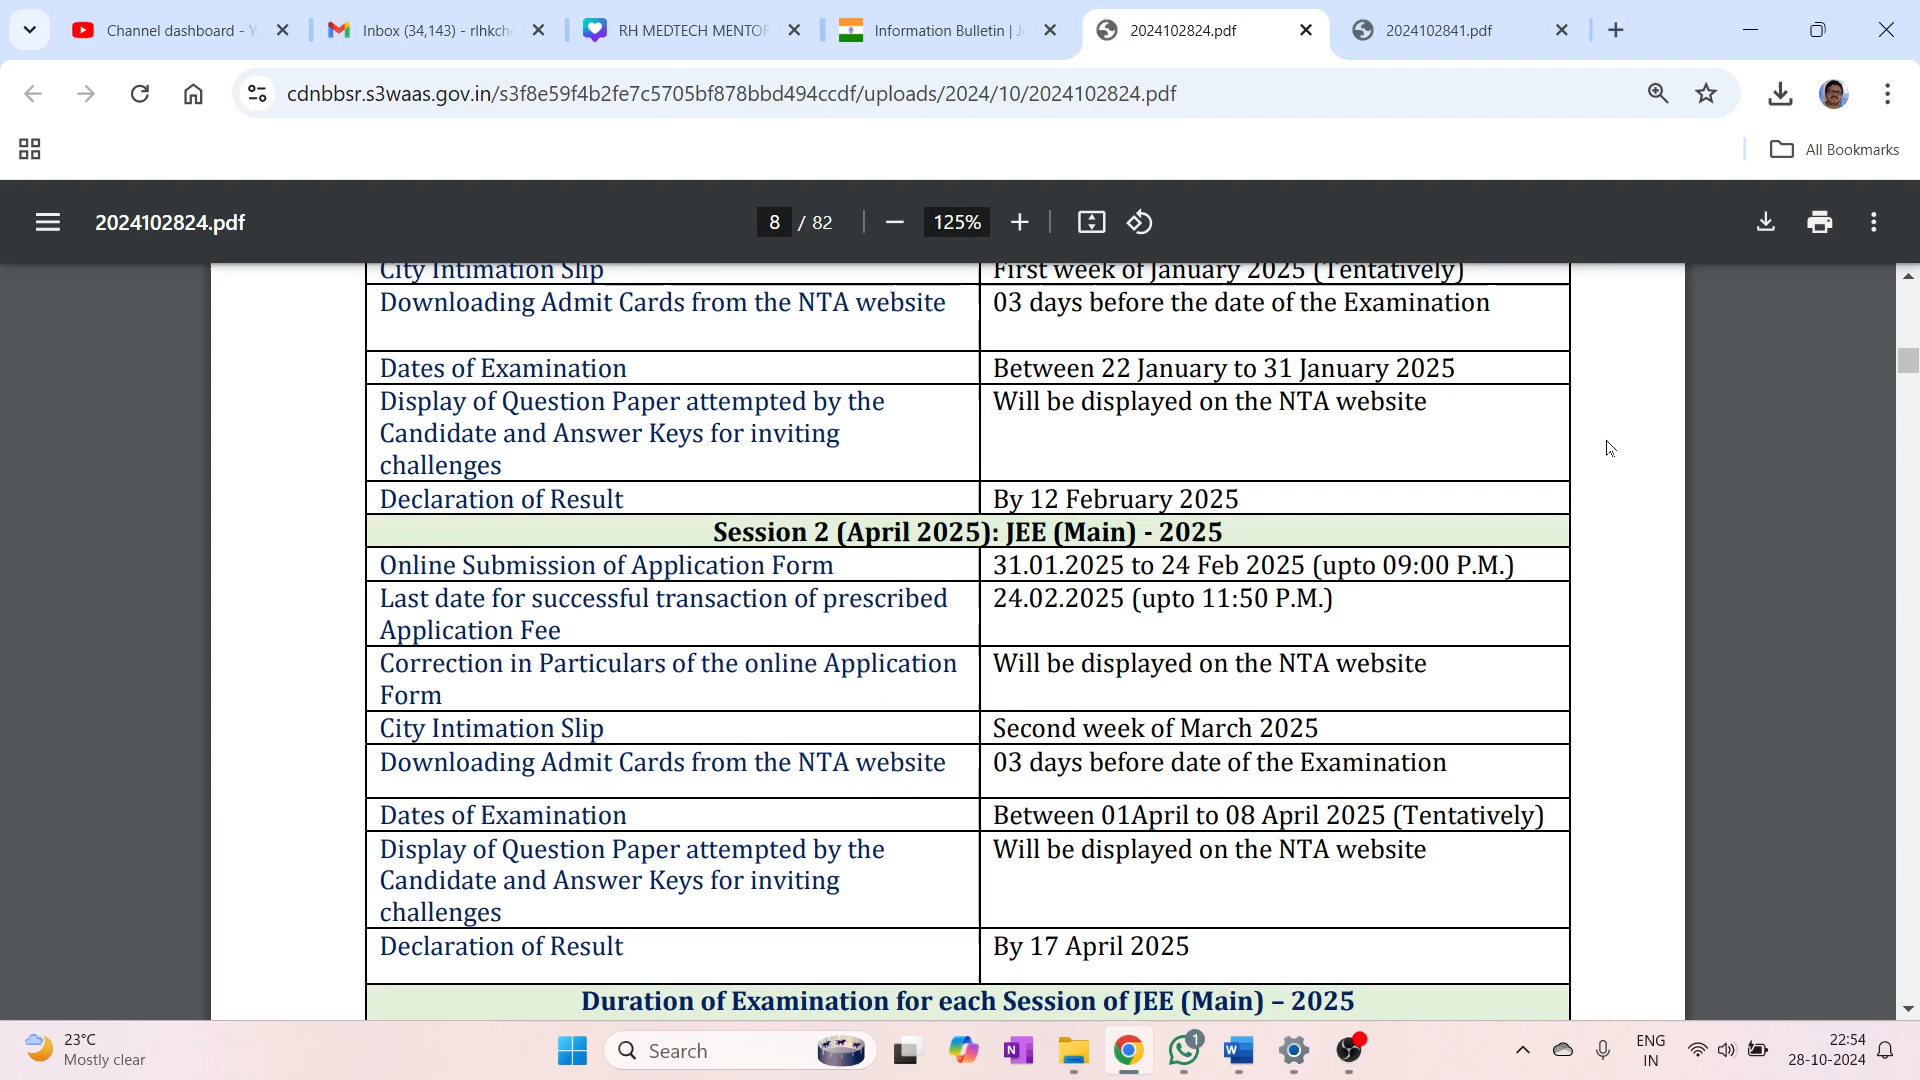 Channel dashboard - Y
Inbox (34,143) - rlhkch
RH MEDTECH MENTOR
Information Bulletin | J
2024102824.pdf
2024102841.pdf
cdnbbsr.s3waas.gov.in/s3f8e59f4b2fe7c5705bf878bbd494ccdf/uploads/2024/10/2024102824.pdf
All Bookmarks
2024102824.pdf
8 / 82
125%
City Intimation Slip First week of January 2025 (Tentatively)
Downloading Admit Cards from the NTA website 03 days before the date of the Examination
Dates of Examination Between 22 January to 31 January 2025
Display of Question Paper attempted by the Will be displayed on the NTA website
Candidate and Answer Keys for inviting
challenges
Declaration of Result By 12 February 2025
Session 2 (April 2025): JEE (Main) - 2025
Online Submission of Application Form 31.01.2025 to 24 Feb 2025 (upto 09:00 P.M.)
Last date for successful transaction of prescribed 24.02.2025 (upto 11:50 P.M.)
Application Fee
Correction in Particulars of the online Application Will be displayed on the NTA website
Form
City Intimation Slip Second week of March 2025
Downloading Admit Cards from the NTA website 03 days before date of the Examination
Dates of Examination Between 01April to 08 April 2025 (Tentatively)
Display of Question Paper attempted by the Will be displayed on the NTA website
Candidate and Answer Keys for inviting
challenges
Declaration of Result By 17 April 2025
Duration of Examination for each Session of JEE (Main) – 2025
23°C
Mostly clear
Search
1
ENG
IN
22:54
28-10-2024